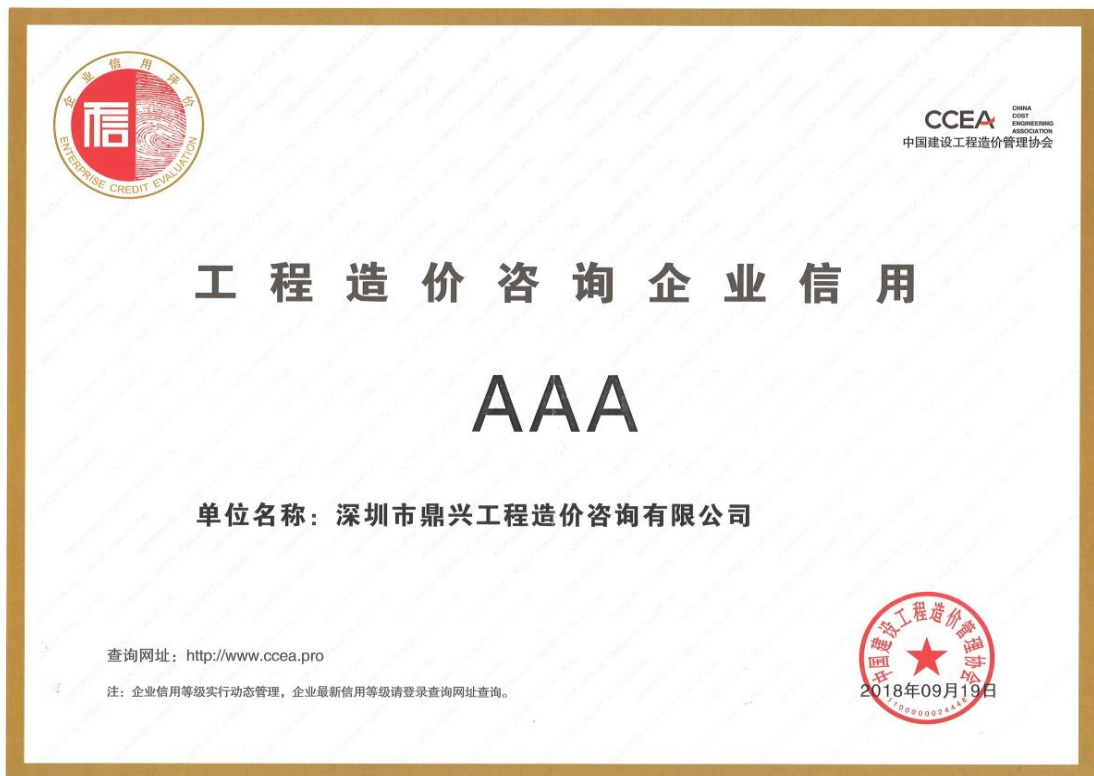 企业信用评价
信
ENTERPRISE CREDIT EVALUATION
CCEA
CHINA
COST
ENGINEERING
ASSOCIATION
中国建设工程造价管理协会
工程造价咨询企业信用
AAA
单位名称：深圳市鼎兴工程造价咨询有限公司
查询网址：http://www.ccea.pro
注：企业信用等级实行动态管理，企业最新信用等级请登录查询网址查询。
中国建设工程造价管理协会
2018年09月19日
1100000024448